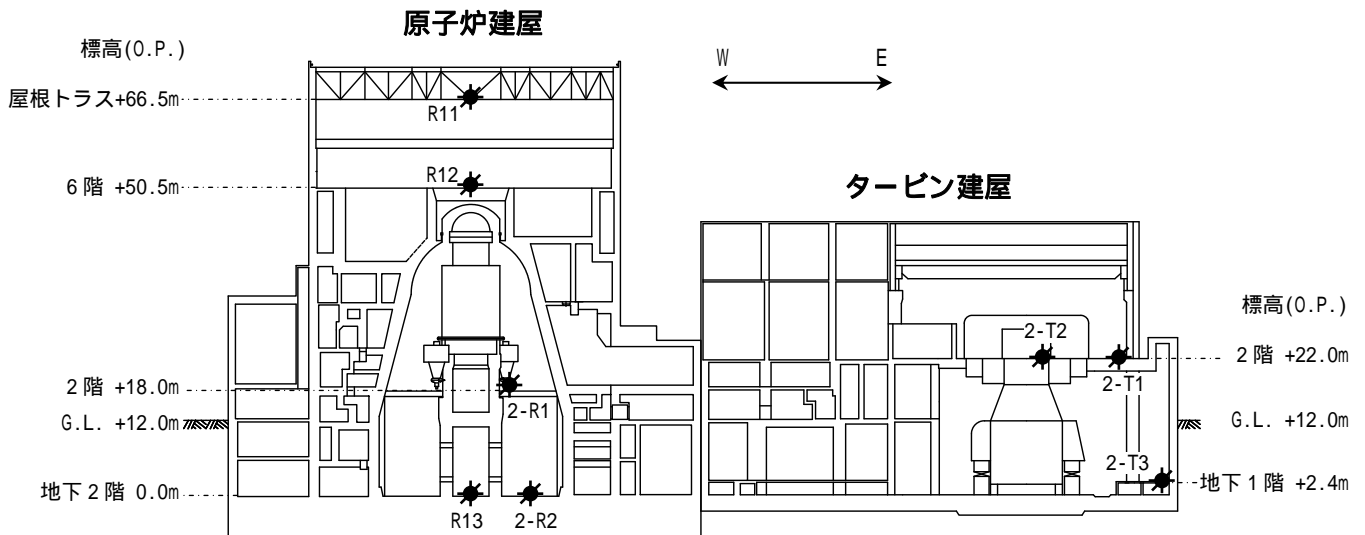 原子炉建屋
標高(O.P.)
W E
屋根トラス+66.5m
R11
6階 +50.5m
R12
タービン建屋
標高(O.P.)
2-T2
2階 +22.0m
2-T1
2階 +18.0m
2-R1
G.L. +12.0m
G.L. +12.0m
2-T3
地下1階 +2.4m
地下2階 0.0m
R13 2-R2